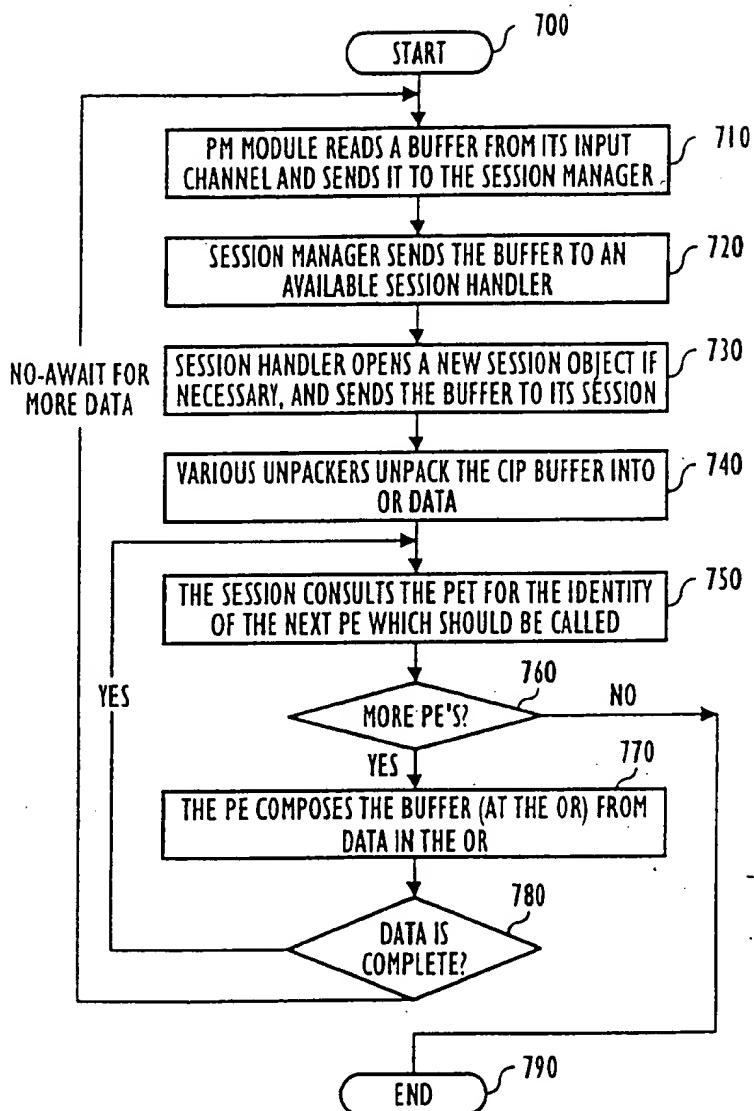 START
700
PM MODULE READS A BUFFER FROM ITS INPUT
CHANNEL AND SENDS IT TO THE SESSION MANAGER
710
SESSION MANAGER SENDS THE BUFFER TO AN
AVAILABLE SESSION HANDLER
720
NO-AWAIT FOR
MORE DATA
SESSION HANDLER OPENS A NEW SESSION OBJECT IF
NECESSARY, AND SENDS THE BUFFER TO ITS SESSION
730
VARIOUS UNPACKERS UNPACK THE CIP BUFFER INTO
OR DATA
740
THE SESSION CONSULTS THE PET FOR THE IDENTITY
OF THE NEXT PE WHICH SHOULD BE CALLED
750
YES
MORE PE'S?
760
NO
YES
770
THE PE COMPOSES THE BUFFER (AT THE OR) FROM
DATA IN THE OR
DATA IS
COMPLETE?
780
END
790